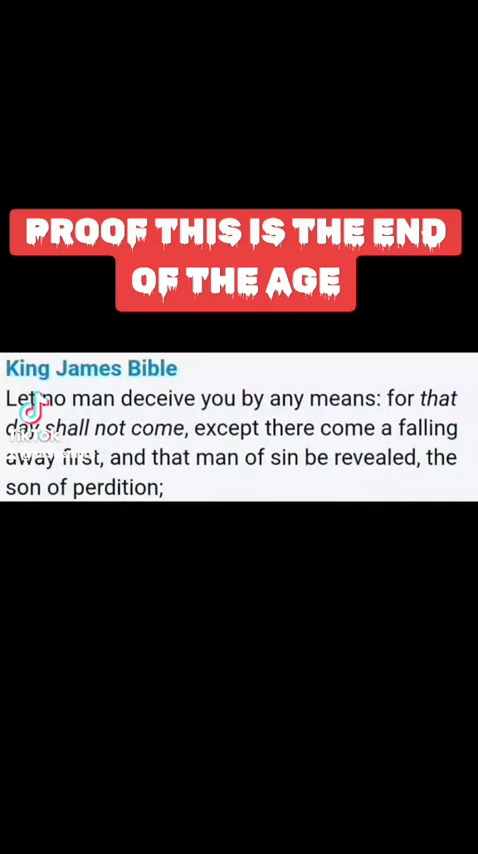 PROOF THIS IS THE END
OF THE AGE
King James Bible
Let no man deceive you by any means: for that
day shall not come, except there come a falling
away first, and that man of sin be revealed, the
son of perdition;
TikTok